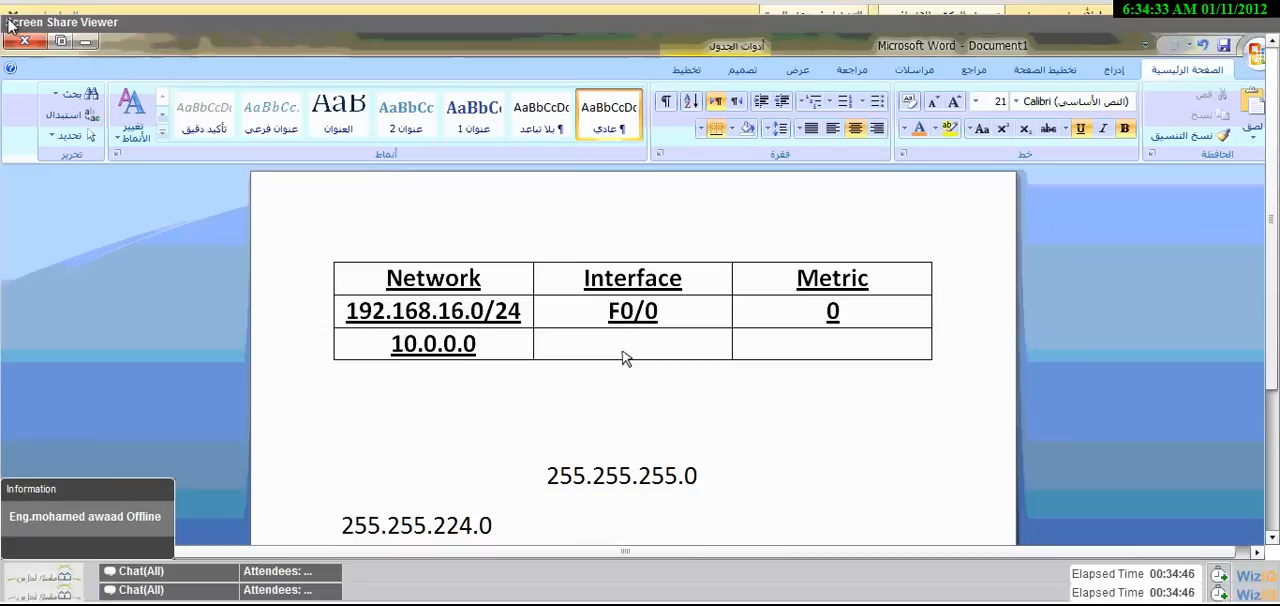 6:34:33 AM 01/11/2012
Screen Share Viewer
أدوات الجدول
Microsoft Word - Document1
الصفحة الرئيسية إدراج تخطيط الصفحة مراجع مراسلات مراجعة عرض تصميم تخطيط
قص
نسخ
نسخ التنسيق
لصق
الحافظة
Calibri (النص الأساسي) 21
خط
فقرة
AaBbCcDc AaBbCcDc AaBbC AaBbCc AaB AaBbCc. AaBbCcDc
عادي ¶ بلا تباعد ¶ عنوان 1 عنوان 2 العنوان عنوان فرعي تأكيد دقيق
تغيير الأنماط
أنماط
بحث
استبدال
تحديد
تحرير
Network Interface Metric
192.168.16.0/24 F0/0 0
10.0.0.0
255.255.255.0
255.255.224.0
Information
Eng.mohamed awaad Offline
Chat(All) Attendees: ...
Elapsed Time 00:34:46
WizIQ
Chat(All) Attendees: ...
Elapsed Time 00:34:46
WizIQ